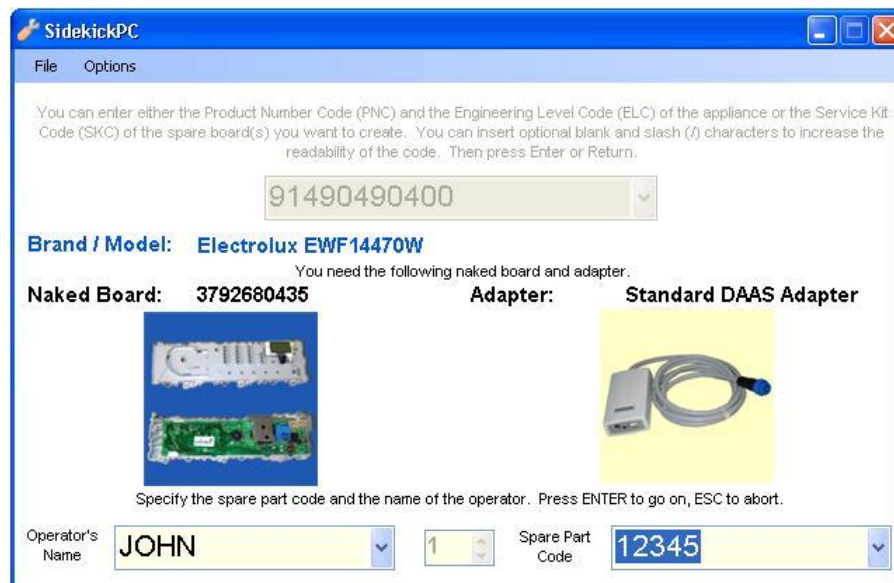 SidekickPC
File Options
You can enter either the Product Number Code (PNC) and the Engineering Level Code (ELC) of the appliance or the Service Kit
Code (SKC) of the spare board(s) you want to create. You can insert optional blank and slash (/) characters to increase the
readability of the code. Then press Enter or Return.
91490490400
Brand / Model: Electrolux EWF14470W
You need the following naked board and adapter.
Naked Board: 3792680435 Adapter: Standard DAAS Adapter
Specify the spare part code and the name of the operator. Press ENTER to go on, ESC to abort.
Operator's
Name
JOHN
1
Spare Part
Code
12345